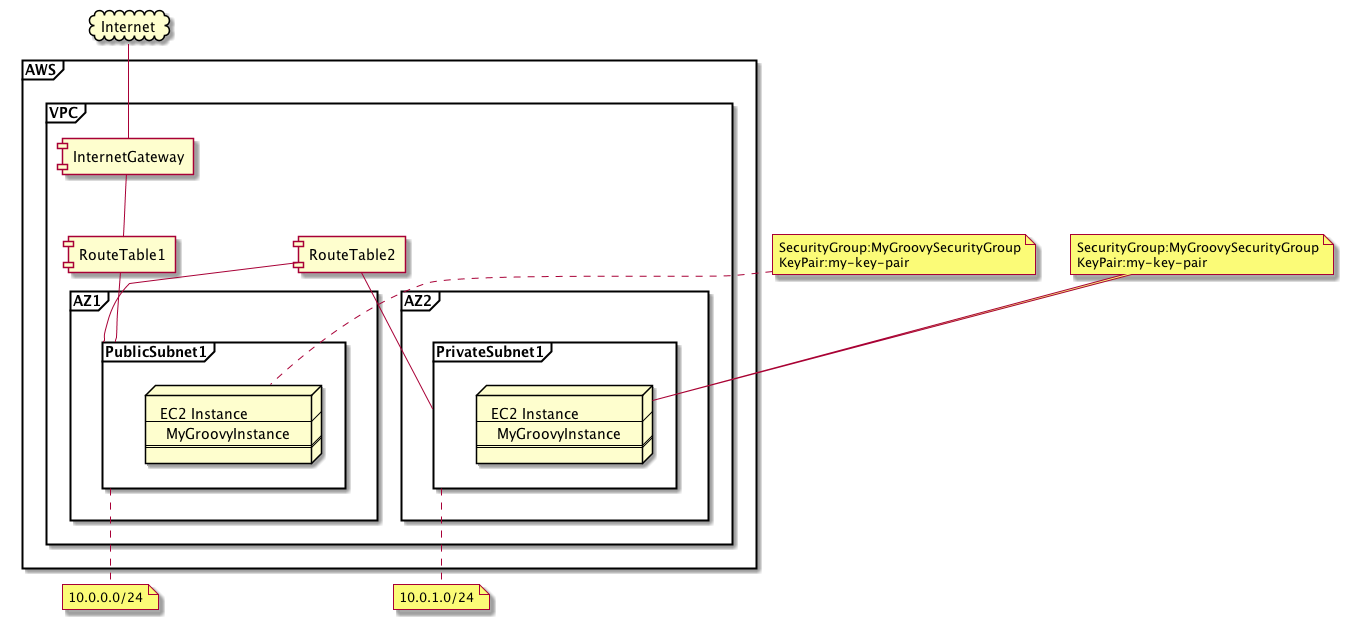 Internet
AWS
VPC
InternetGateway
RouteTable1
RouteTable2
SecurityGroup:MyGroovySecurityGroup
KeyPair:my-key-pair
SecurityGroup:MyGroovySecurityGroup
KeyPair:my-key-pair
AZ1
AZ2
PublicSubnet1
PrivateSubnet1
EC2 Instance
MyGroovyInstance
EC2 Instance
MyGroovyInstance
10.0.0.0/24
10.0.1.0/24